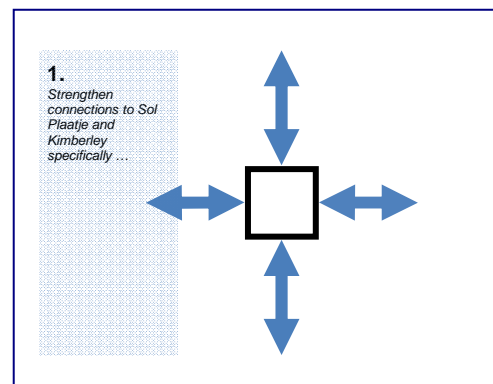 1.
Strengthen
connections to Sol
Plaatje and
Kimberley
specifically …